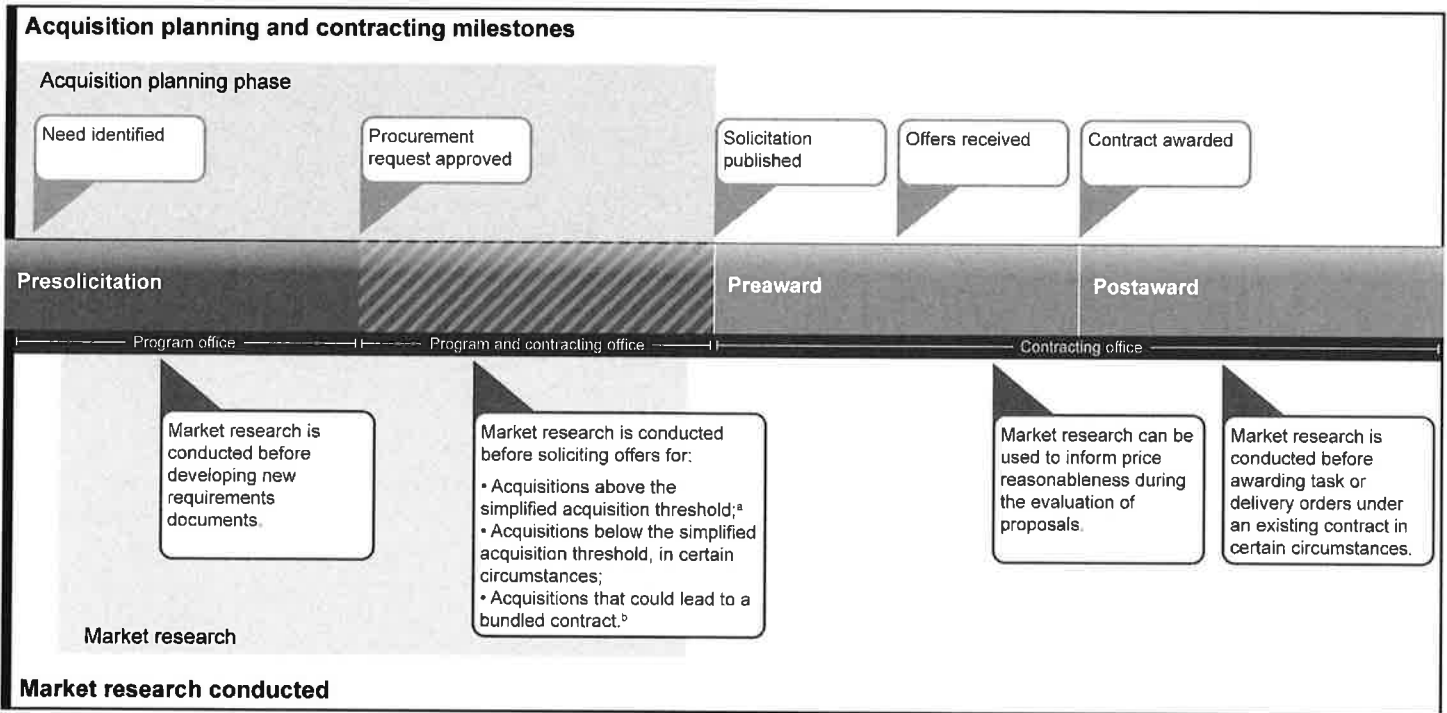 Acquisition planning and contracting milestones
Acquisition planning phase
Need identified
Procurement
request approved
Solicitation
published
Offers received
Contract awarded
Presolicitation
Preaward
Postaward
Program office
Program and contracting office
Contracting office
Market research is
conducted before
developing new
requirements
documents.
Market research is conducted
before soliciting offers for:
• Acquisitions above the
simplified acquisition threshold;ᵃ
• Acquisitions below the simplified
acquisition threshold, in certain
circumstances;
• Acquisitions that could lead to a
bundled contract.ᵇ
Market research can be
used to inform price
reasonableness during
the evaluation of
proposals.
Market research is
conducted before
awarding task or
delivery orders under
an existing contract in
certain circumstances.
Market research
Market research conducted